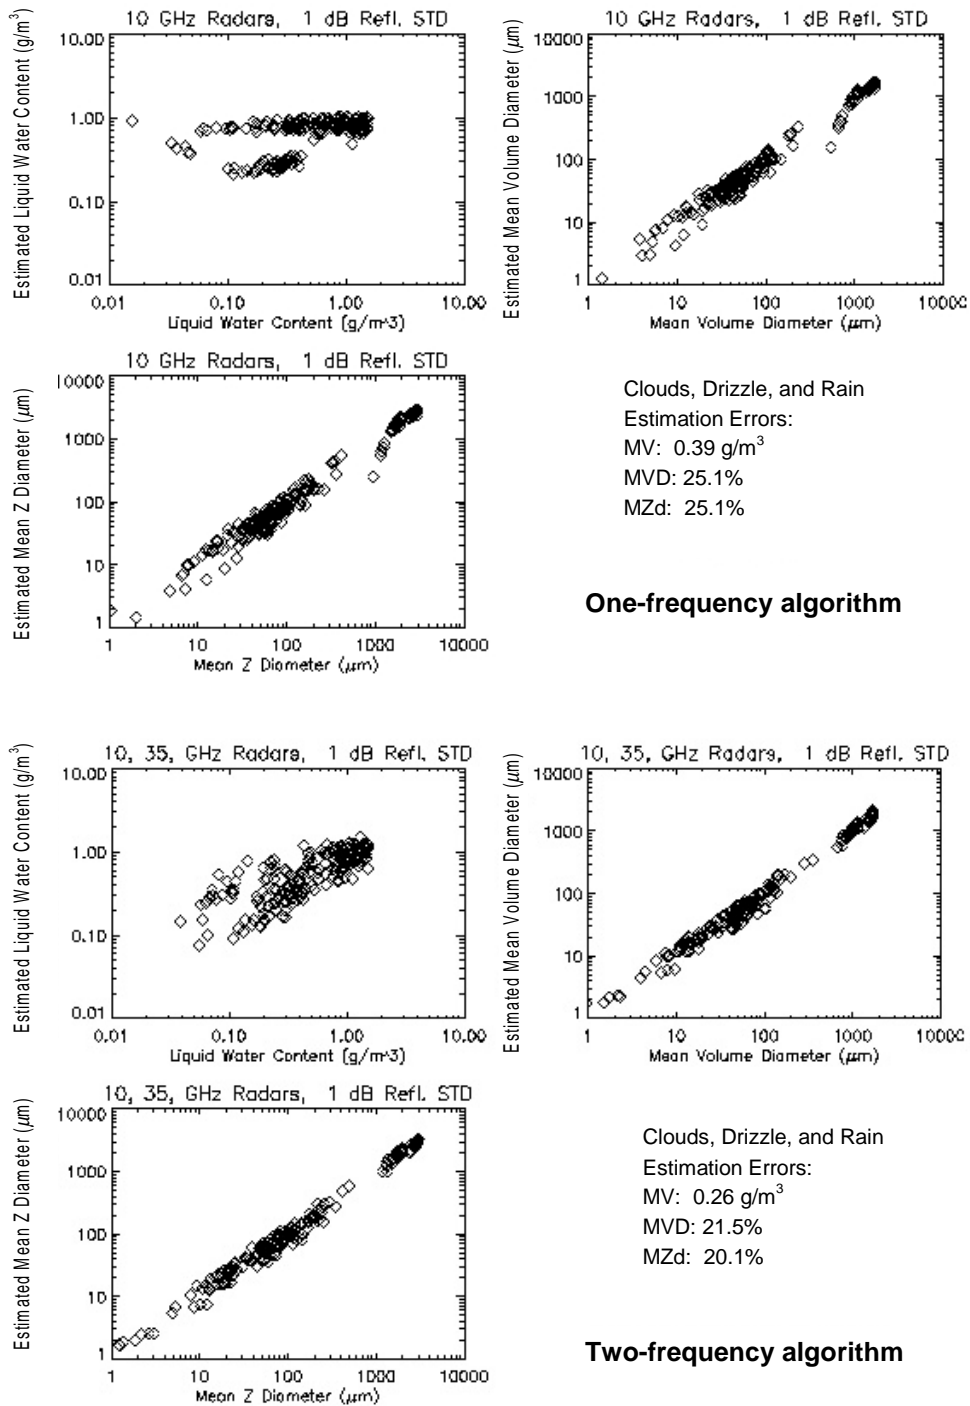 10 GHz Radars, 1 dB Refl. STD
Estimated Liquid Water Content (g/m³)
10.00
1.00
0.10
0.01
0.01 0.10 1.00 10.00
Liquid Water Content [g/m^3]
10 GHz Radars, 1 dB Refl. STD
Estimated Mean Volume Diameter (μm)
10000
1000
100
10
1
1 10 100 1000 10000
Mean Volume Diameter (μm)
10 GHz Radars, 1 dB Refl. STD
Estimated Mean Z Diameter (μm)
10000
1000
100
10
1
1 10 100 1000 10000
Mean Z Diameter (μm)
Clouds, Drizzle, and Rain
Estimation Errors:
MV: 0.39 g/m³
MVD: 25.1%
MZd: 25.1%
One-frequency algorithm
10, 35, GHz Radars, 1 dB Refl. STD
Estimated Liquid Water Content (g/m³)
10.00
1.00
0.10
0.01
0.01 0.10 1.00 10.00
Liquid Water Content [g/m^3]
10, 35, GHz Radars, 1 dB Refl. STD
Estimated Mean Volume Diameter (μm)
10000
1000
100
10
1
1 10 100 1000 10000
Mean Volume Diameter (μm)
10, 35, GHz Radars, 1 dB Refl. STD
Estimated Mean Z Diameter (μm)
10000
1000
100
10
1
1 10 100 1000 10000
Mean Z Diameter (μm)
Clouds, Drizzle, and Rain
Estimation Errors:
MV: 0.26 g/m³
MVD: 21.5%
MZd: 20.1%
Two-frequency algorithm